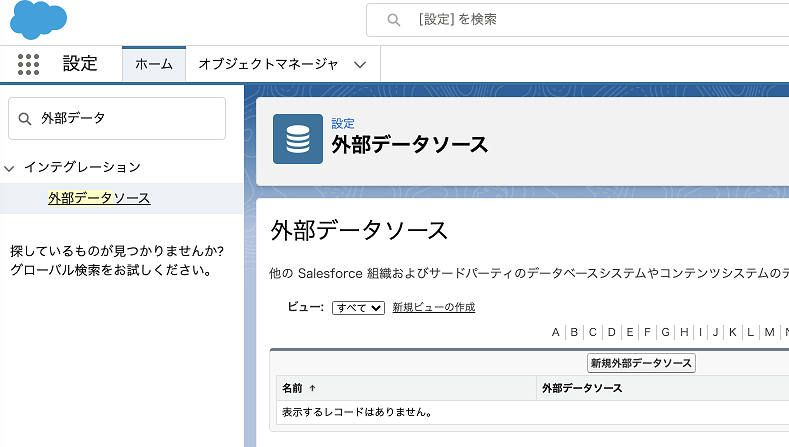 [設定] を検索
設定
ホーム
オブジェクトマネージャ
外部データ
インテグレーション
外部データソース
探しているものが見つかりませんか?
グローバル検索をお試しください。
設定
外部データソース
外部データソース
他の Salesforce 組織およびサードパーティのデータベースシステムやコンテンツシステムのデ
ビュー: すべて 新規ビューの作成
A B C D E F G H I J K L M
新規外部データソース
名前 ↑ 外部データソース
表示するレコードはありません。